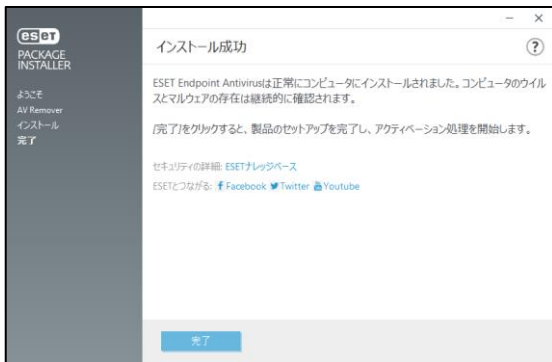 eset
PACKAGE
INSTALLER
ようこそ
AV Remover
インストール
完了
インストール成功
?
ESET Endpoint Antivirusは正常にコンピュータにインストールされました。コンピュータのウイル
スとマルウェアの存在は継続的に確認されます。
[完了]をクリックすると、製品のセットアップを完了し、アクティベーション処理を開始します。
セキュリティの詳細: ESETナレッジベース
ESETとつながる: Facebook Twitter Youtube
完了